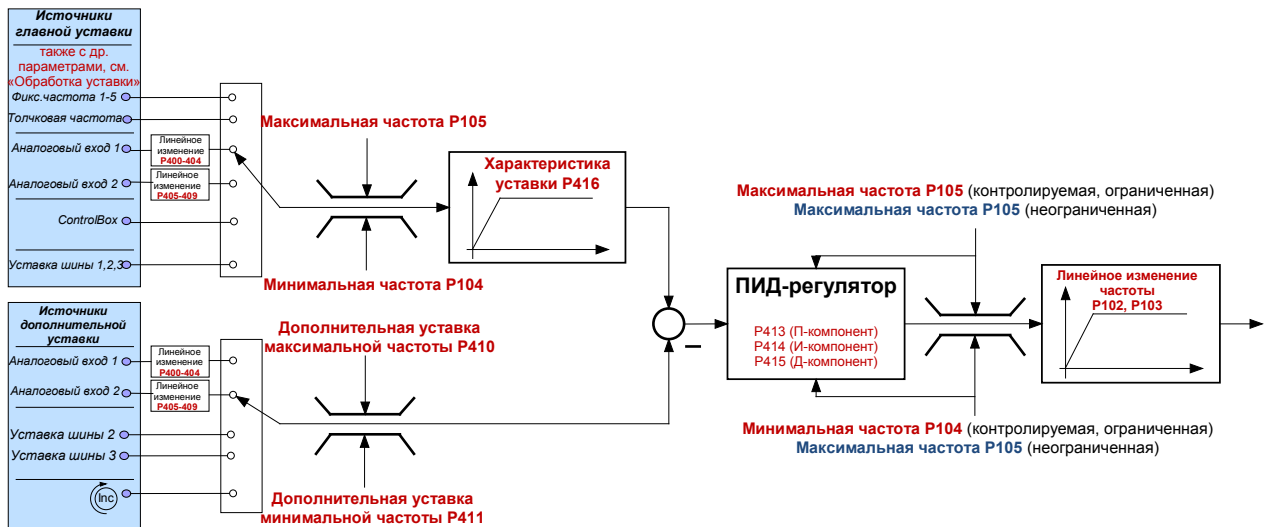 Источники
главной уставки
также с др.
параметрами, см.
«Обработка уставки»
Фикс.частота 1-5
Толчковая частота
Аналоговый вход 1
Линейное
изменение
P400-404
Аналоговый вход 2
Линейное
изменение
P405-409
ControlBox
Уставка шины 1,2,3
Максимальная частота P105
Минимальная частота P104
Характеристика
уставки P416
Источники
дополнительной
уставки
Аналоговый вход 1
Линейное
изменение
P400-404
Аналоговый вход 2
Линейное
изменение
P405-409
Уставка шины 2
Уставка шины 3
Inc
Дополнительная уставка
максимальной частоты P410
Дополнительная уставка
минимальной частоты P411
–
Максимальная частота P105 (контролируемая, ограниченная)
Максимальная частота P105 (неограниченная)
ПИД-регулятор
P413 (П-компонент)
P414 (И-компонент)
P415 (Д-компонент)
Минимальная частота P104 (контролируемая, ограниченная)
Максимальная частота P105 (неограниченная)
Линейное изменение
частоты
P102, P103